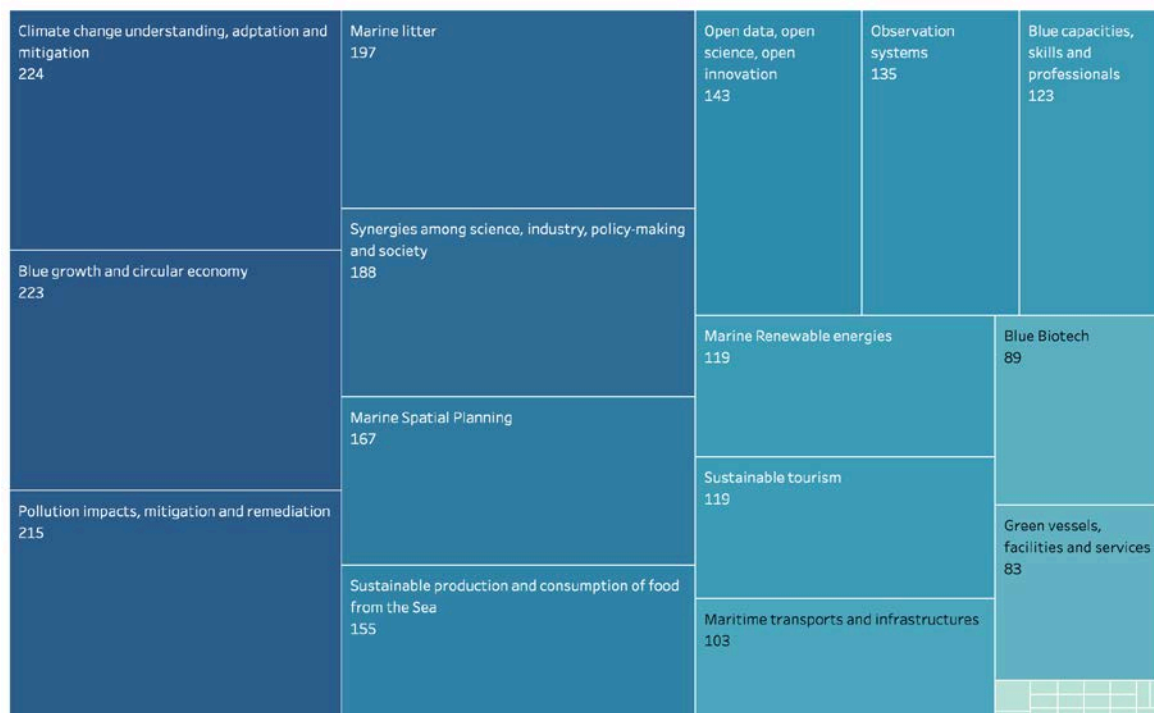 Climate change understanding, adptation and
mitigation
224
Blue growth and circular economy
223
Pollution impacts, mitigation and remediation
215
Marine litter
197
Synergies among science, industry, policy-making
and society
188
Marine Spatial Planning
167
Sustainable production and consumption of food
from the Sea
155
Open data, open
science, open
innovation
143
Observation
systems
135
Blue capacities,
skills and
professionals
123
Marine Renewable energies
119
Sustainable tourism
119
Maritime transports and infrastructures
103
Blue Biotech
89
Green vessels,
facilities and services
83